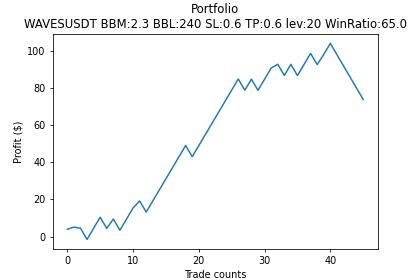 Portfolio
WAVESUSDT BBM:2.3 BBL:240 SL:0.6 TP:0.6 lev:20 WinRatio:65.0
100
80
60
40
20
0
Profit ($)
0 10 20 30 40
Trade counts